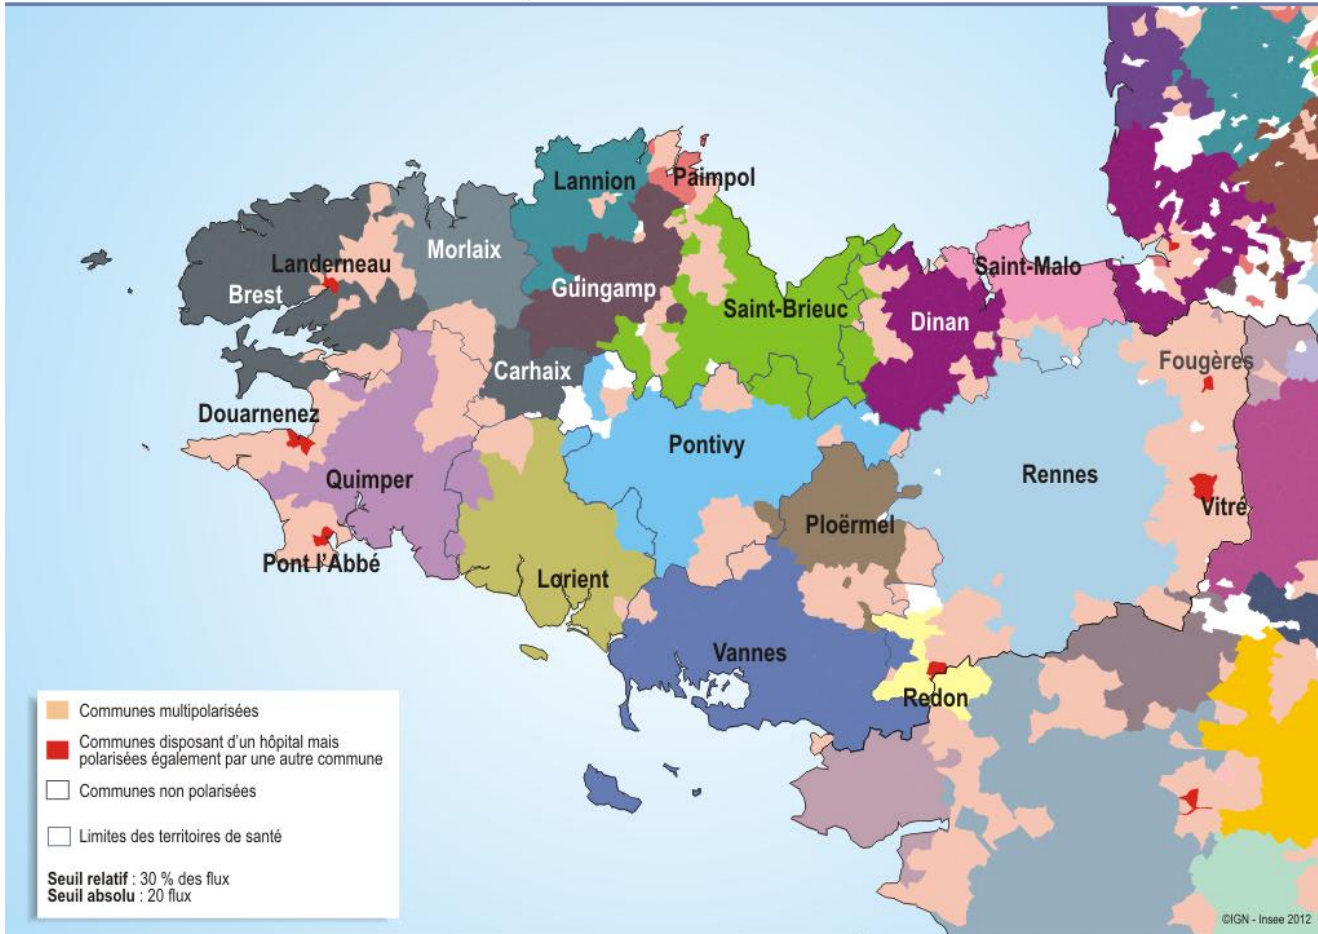 Lannion
Paimpol
Morlaix
Landerneau
Brest
Guingamp
Saint-Brieuc
Saint-Malo
Dinan
Fougères
Carhaix
Douarnenez
Pontivy
Quimper
Rennes
Vitré
Ploërmel
Pont l'Abbé
Lorient
Vannes
Redon
Communes multipolarisées
Communes disposant d'un hôpital mais
polarisées également par une autre commune
Communes non polarisées
Limites des territoires de santé
Seuil relatif : 30 % des flux
Seuil absolu : 20 flux
©IGN - Insee 2012